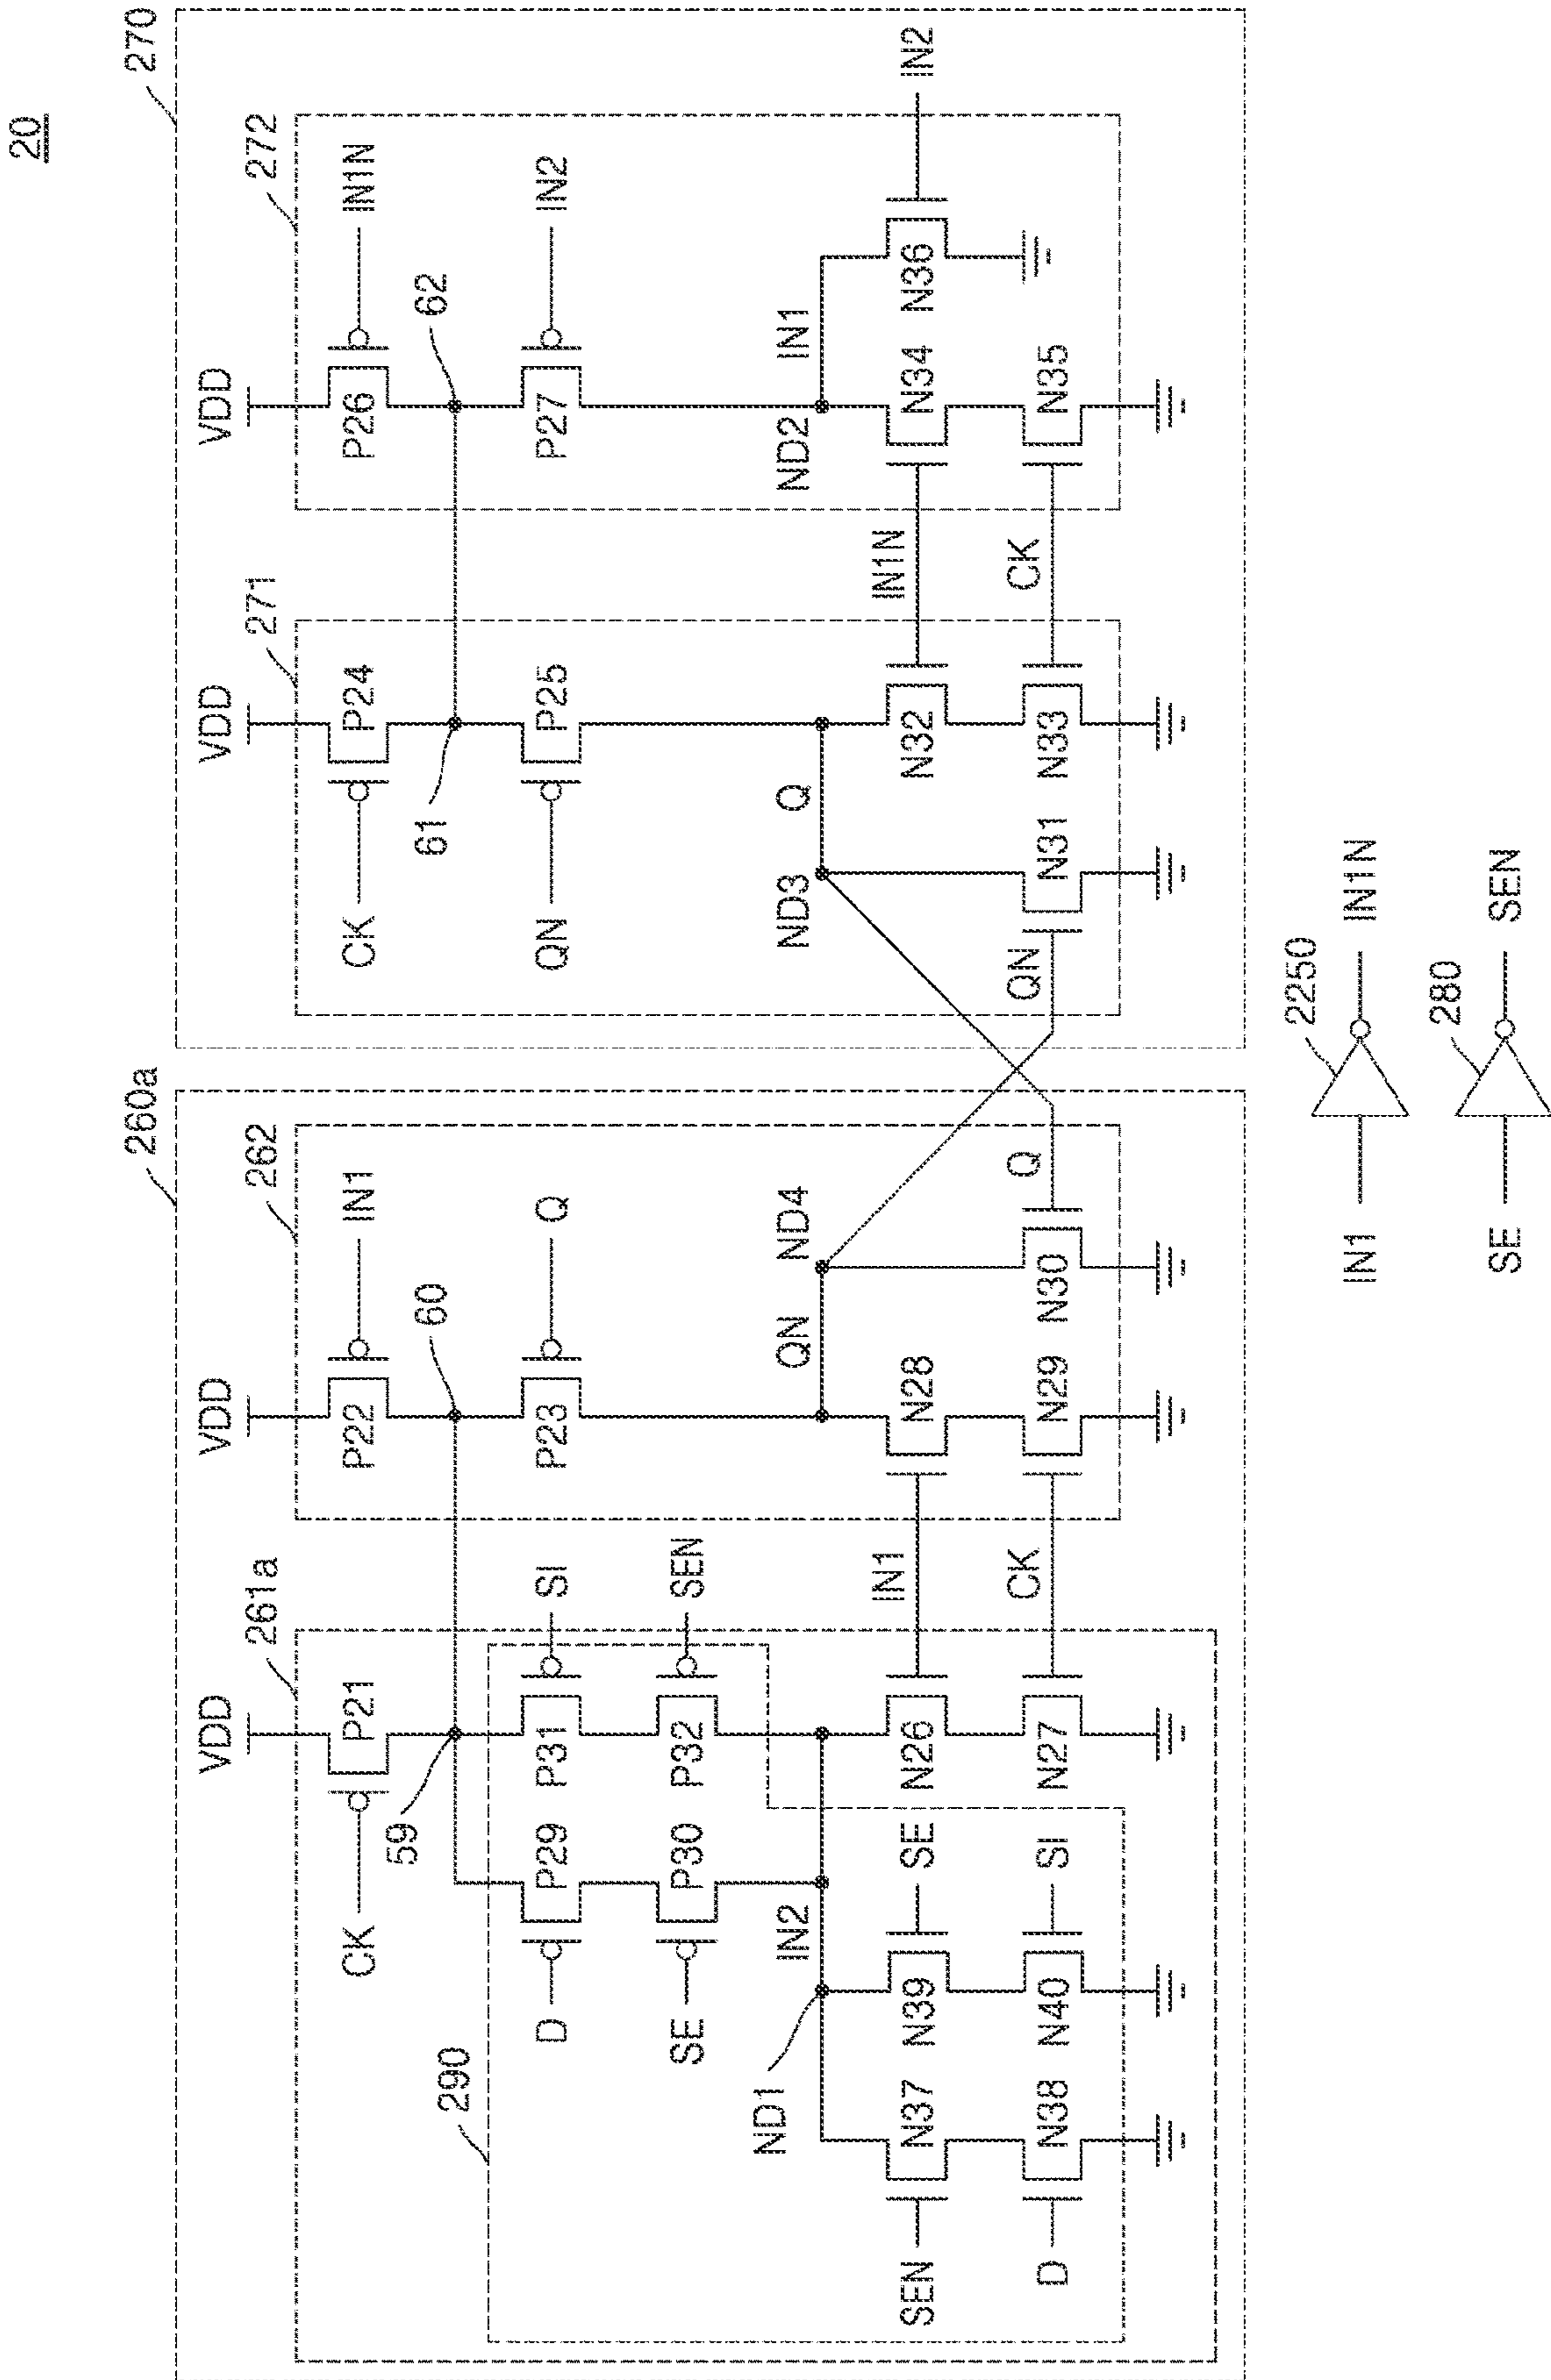 20
260a
270
261a
262
271
272
VDD
VDD
VDD
VDD
CK
P21
P22
IN1
CK
P24
P26
IN1N
59
60
61
62
290
D
P29
P31
SI
P23
Q
QN
P25
P27
IN2
SE
P30
P32
SEN
ND1
IN2
QN
ND4
ND3
Q
ND2
IN1
SEN
N37
N39
SE
N26
IN1
N28
N32
IN1N
N34
N36
IN2
D
N38
N40
SI
N27
CK
N29
N30
Q
QN
N31
N33
CK
N35
2250
IN1
IN1N
280
SE
SEN